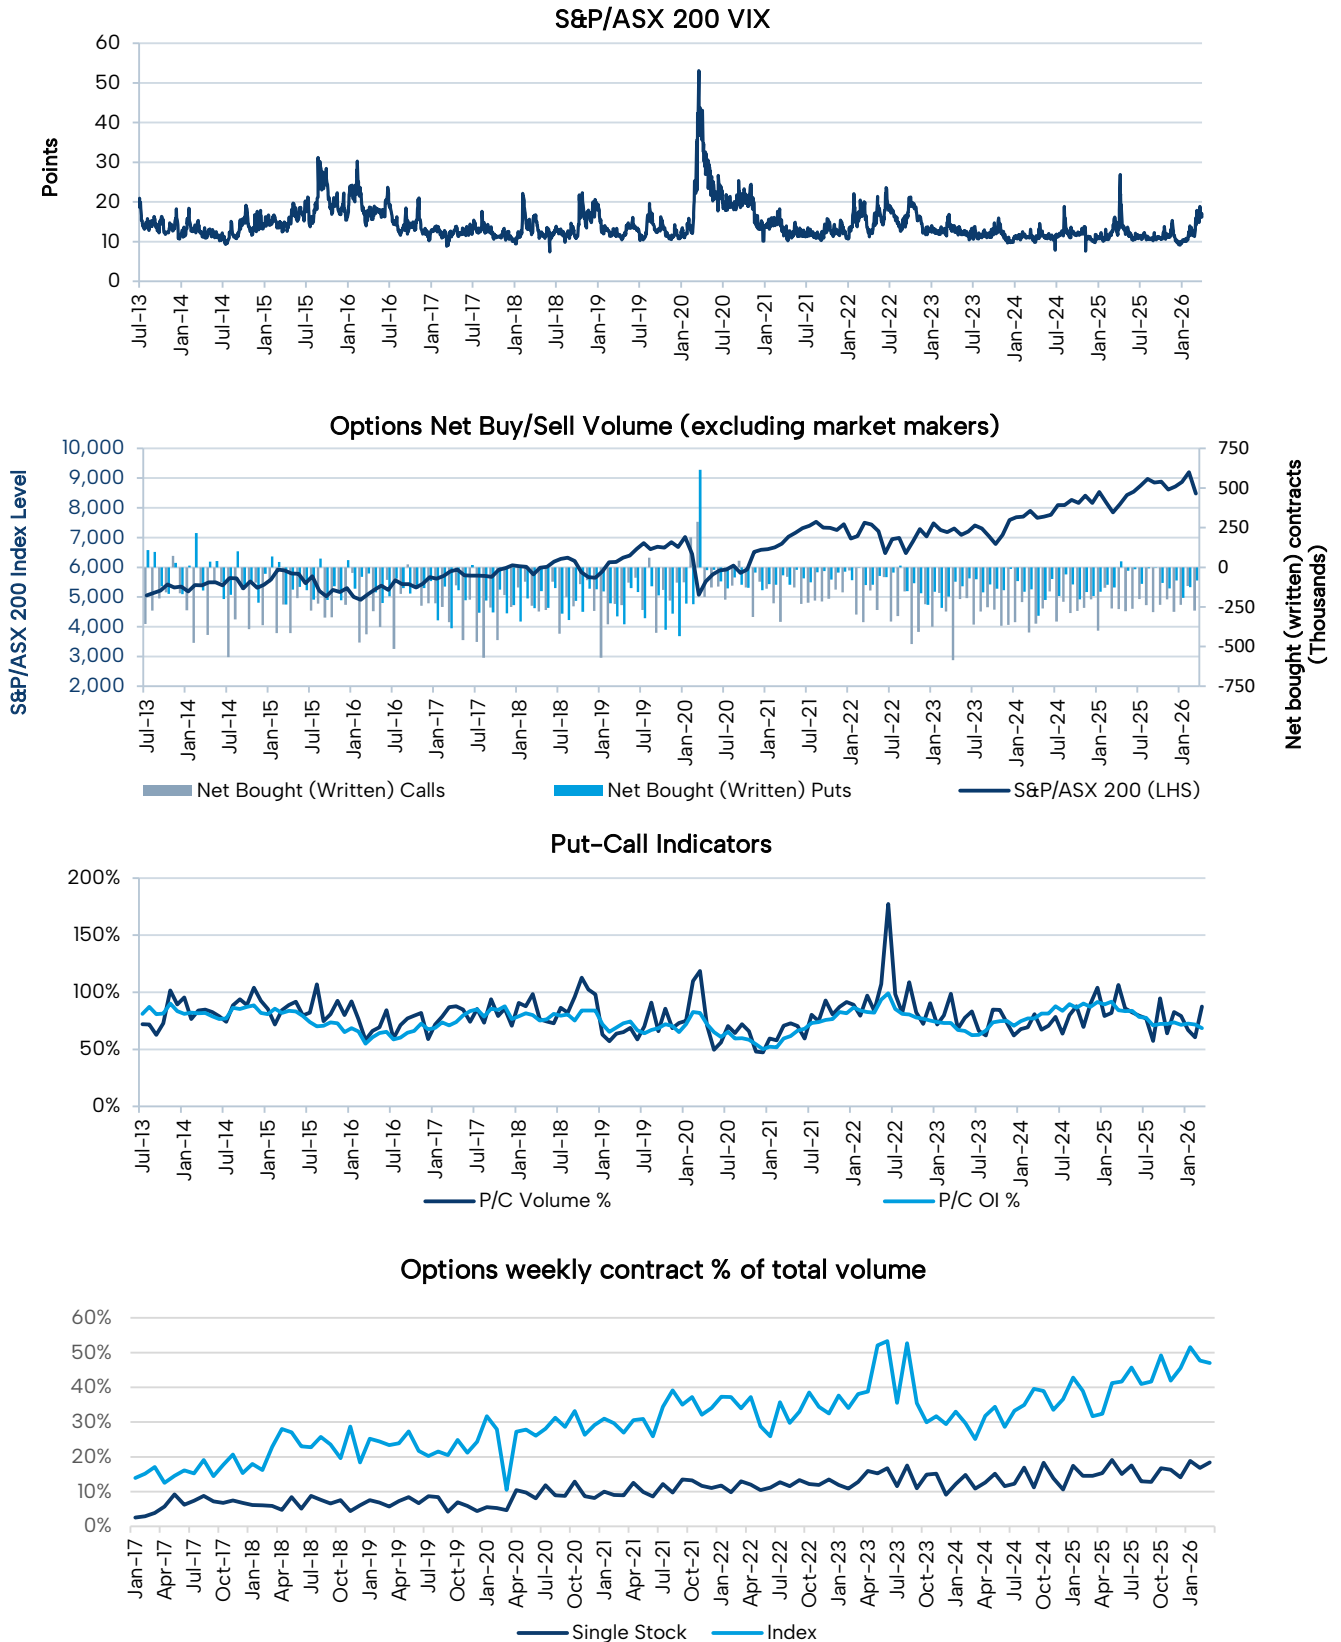 S&P/ASX 200 VIX
Points
60
50
40
30
20
10
0
Jul-13 Jan-14 Jul-14 Jan-15 Jul-15 Jan-16 Jul-16 Jan-17 Jul-17 Jan-18 Jul-18 Jan-19 Jul-19 Jan-20 Jul-20 Jan-21 Jul-21 Jan-22 Jul-22 Jan-23 Jul-23 Jan-24 Jul-24 Jan-25 Jul-25 Jan-26
Options Net Buy/Sell Volume (excluding market makers)
S&P/ASX 200 Index Level
10,000
9,000
8,000
7,000
6,000
5,000
4,000
3,000
2,000
750
500
250
0
-250
-500
-750
Net bought (written) contracts
(Thousands)
Jul-13 Jan-14 Jul-14 Jan-15 Jul-15 Jan-16 Jul-16 Jan-17 Jul-17 Jan-18 Jul-18 Jan-19 Jul-19 Jan-20 Jul-20 Jan-21 Jul-21 Jan-22 Jul-22 Jan-23 Jul-23 Jan-24 Jul-24 Jan-25 Jul-25 Jan-26
Net Bought (Written) Calls Net Bought (Written) Puts S&P/ASX 200 (LHS)
Put-Call Indicators
200%
150%
100%
50%
0%
Jul-13 Jan-14 Jul-14 Jan-15 Jul-15 Jan-16 Jul-16 Jan-17 Jul-17 Jan-18 Jul-18 Jan-19 Jul-19 Jan-20 Jul-20 Jan-21 Jul-21 Jan-22 Jul-22 Jan-23 Jul-23 Jan-24 Jul-24 Jan-25 Jul-25 Jan-26
P/C Volume % P/C OI %
Options weekly contract % of total volume
60%
50%
40%
30%
20%
10%
0%
Jan-17 Apr-17 Jul-17 Oct-17 Jan-18 Apr-18 Jul-18 Oct-18 Jan-19 Apr-19 Jul-19 Oct-19 Jan-20 Apr-20 Jul-20 Oct-20 Jan-21 Apr-21 Jul-21 Oct-21 Jan-22 Apr-22 Jul-22 Oct-22 Jan-23 Apr-23 Jul-23 Oct-23 Jan-24 Apr-24 Jul-24 Oct-24 Jan-25 Apr-25 Jul-25 Oct-25 Jan-26
Single Stock Index